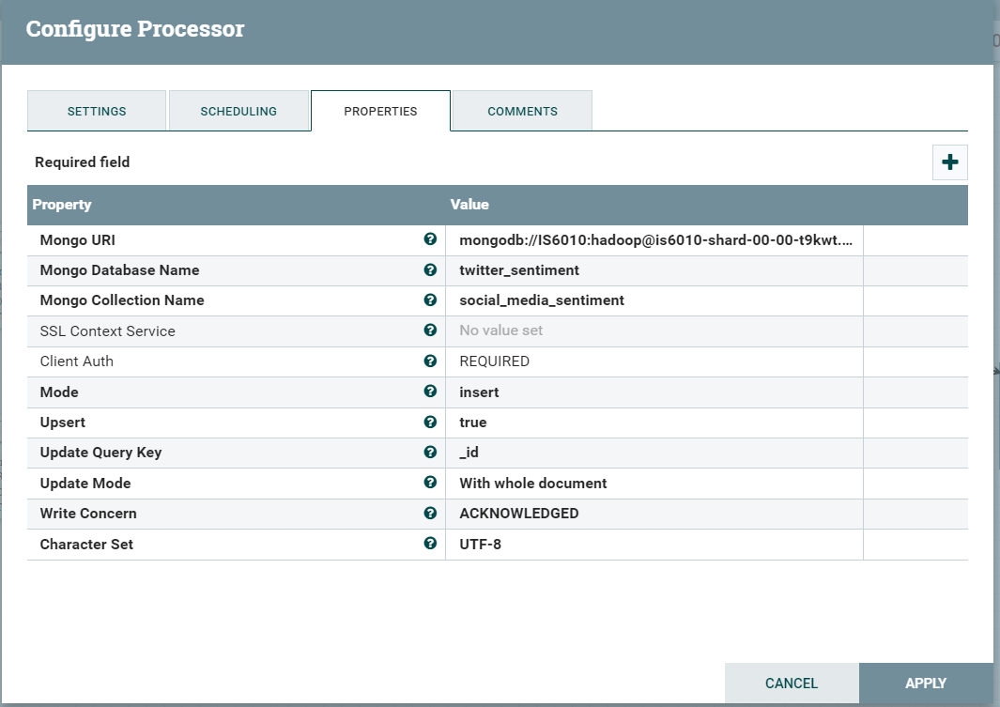 Configure Processor
SETTINGS SCHEDULING PROPERTIES COMMENTS
Required field
Property Value
Mongo URI mongodb://IS6010:hadoop@is6010-shard-00-00-t9kwt....
Mongo Database Name twitter_sentiment
Mongo Collection Name social_media_sentiment
SSL Context Service No value set
Client Auth REQUIRED
Mode insert
Upsert true
Update Query Key _id
Update Mode With whole document
Write Concern ACKNOWLEDGED
Character Set UTF-8
CANCEL APPLY